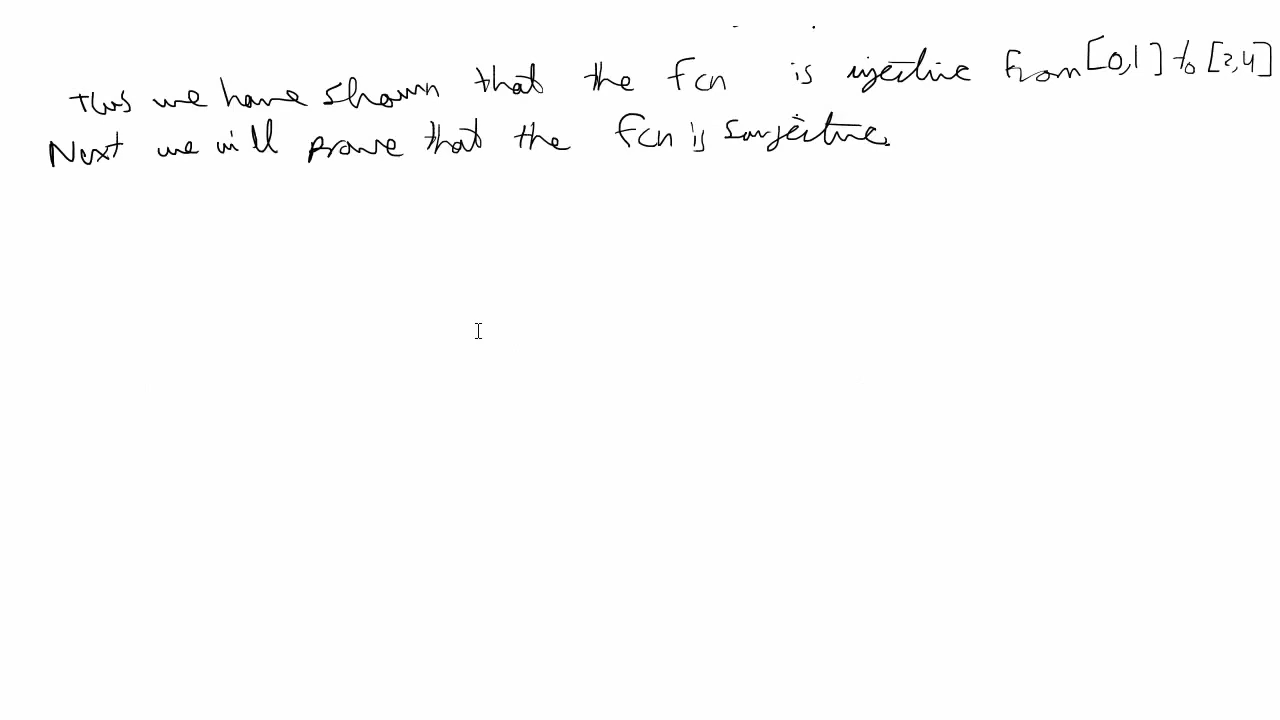 thus we have shown that the fcn is injective from [0,1] to [2,4]
Next we will prove that the fcn is surjective.